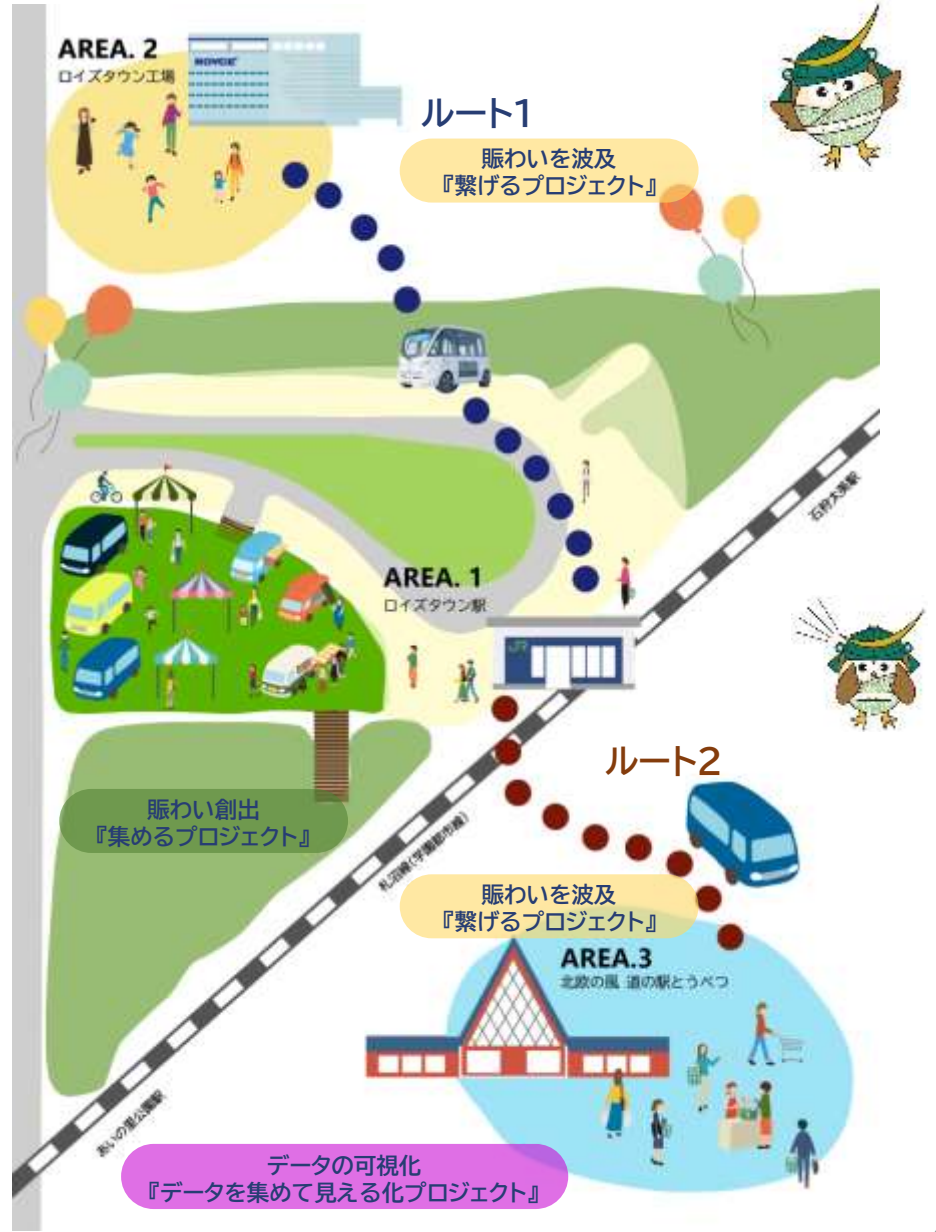 AREA. 2
ロイズタウン工場
ROYCE'
ルート1
賑わいを波及
『繋げるプロジェクト』
石狩太美駅
AREA. 1
ロイズタウン駅
JR
ルート2
賑わい創出
『集めるプロジェクト』
札沼線(学園都市線)
賑わいを波及
『繋げるプロジェクト』
AREA.3
北欧の風 道の駅とうべつ
あいの里公園駅
データの可視化
『データを集めて見える化プロジェクト』